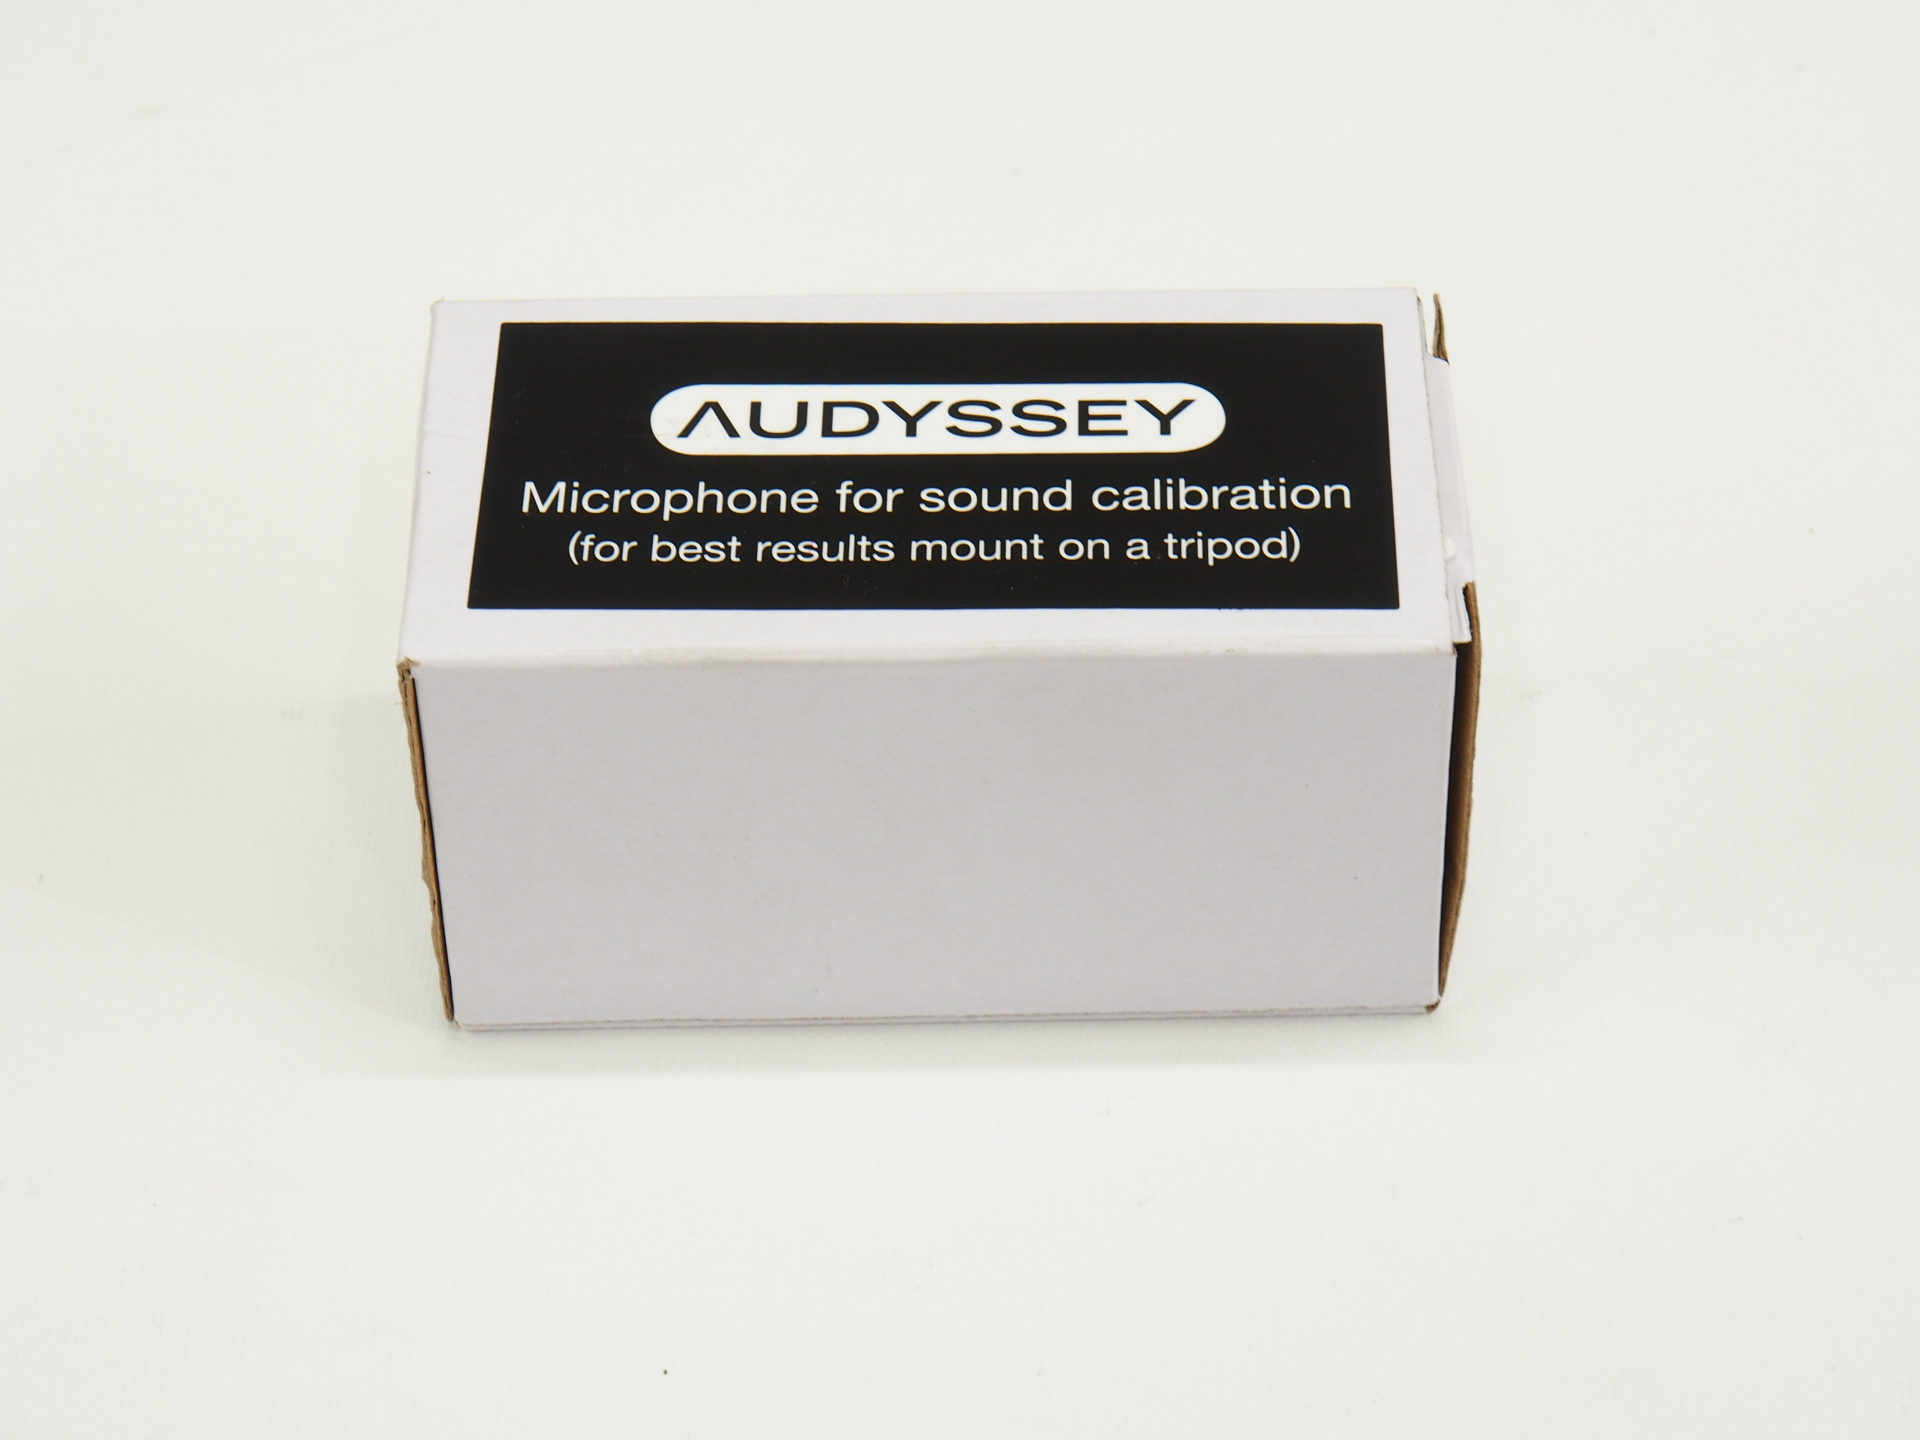 AUDYSSEY
Microphone for sound calibration
(for best results mount on a tripod)